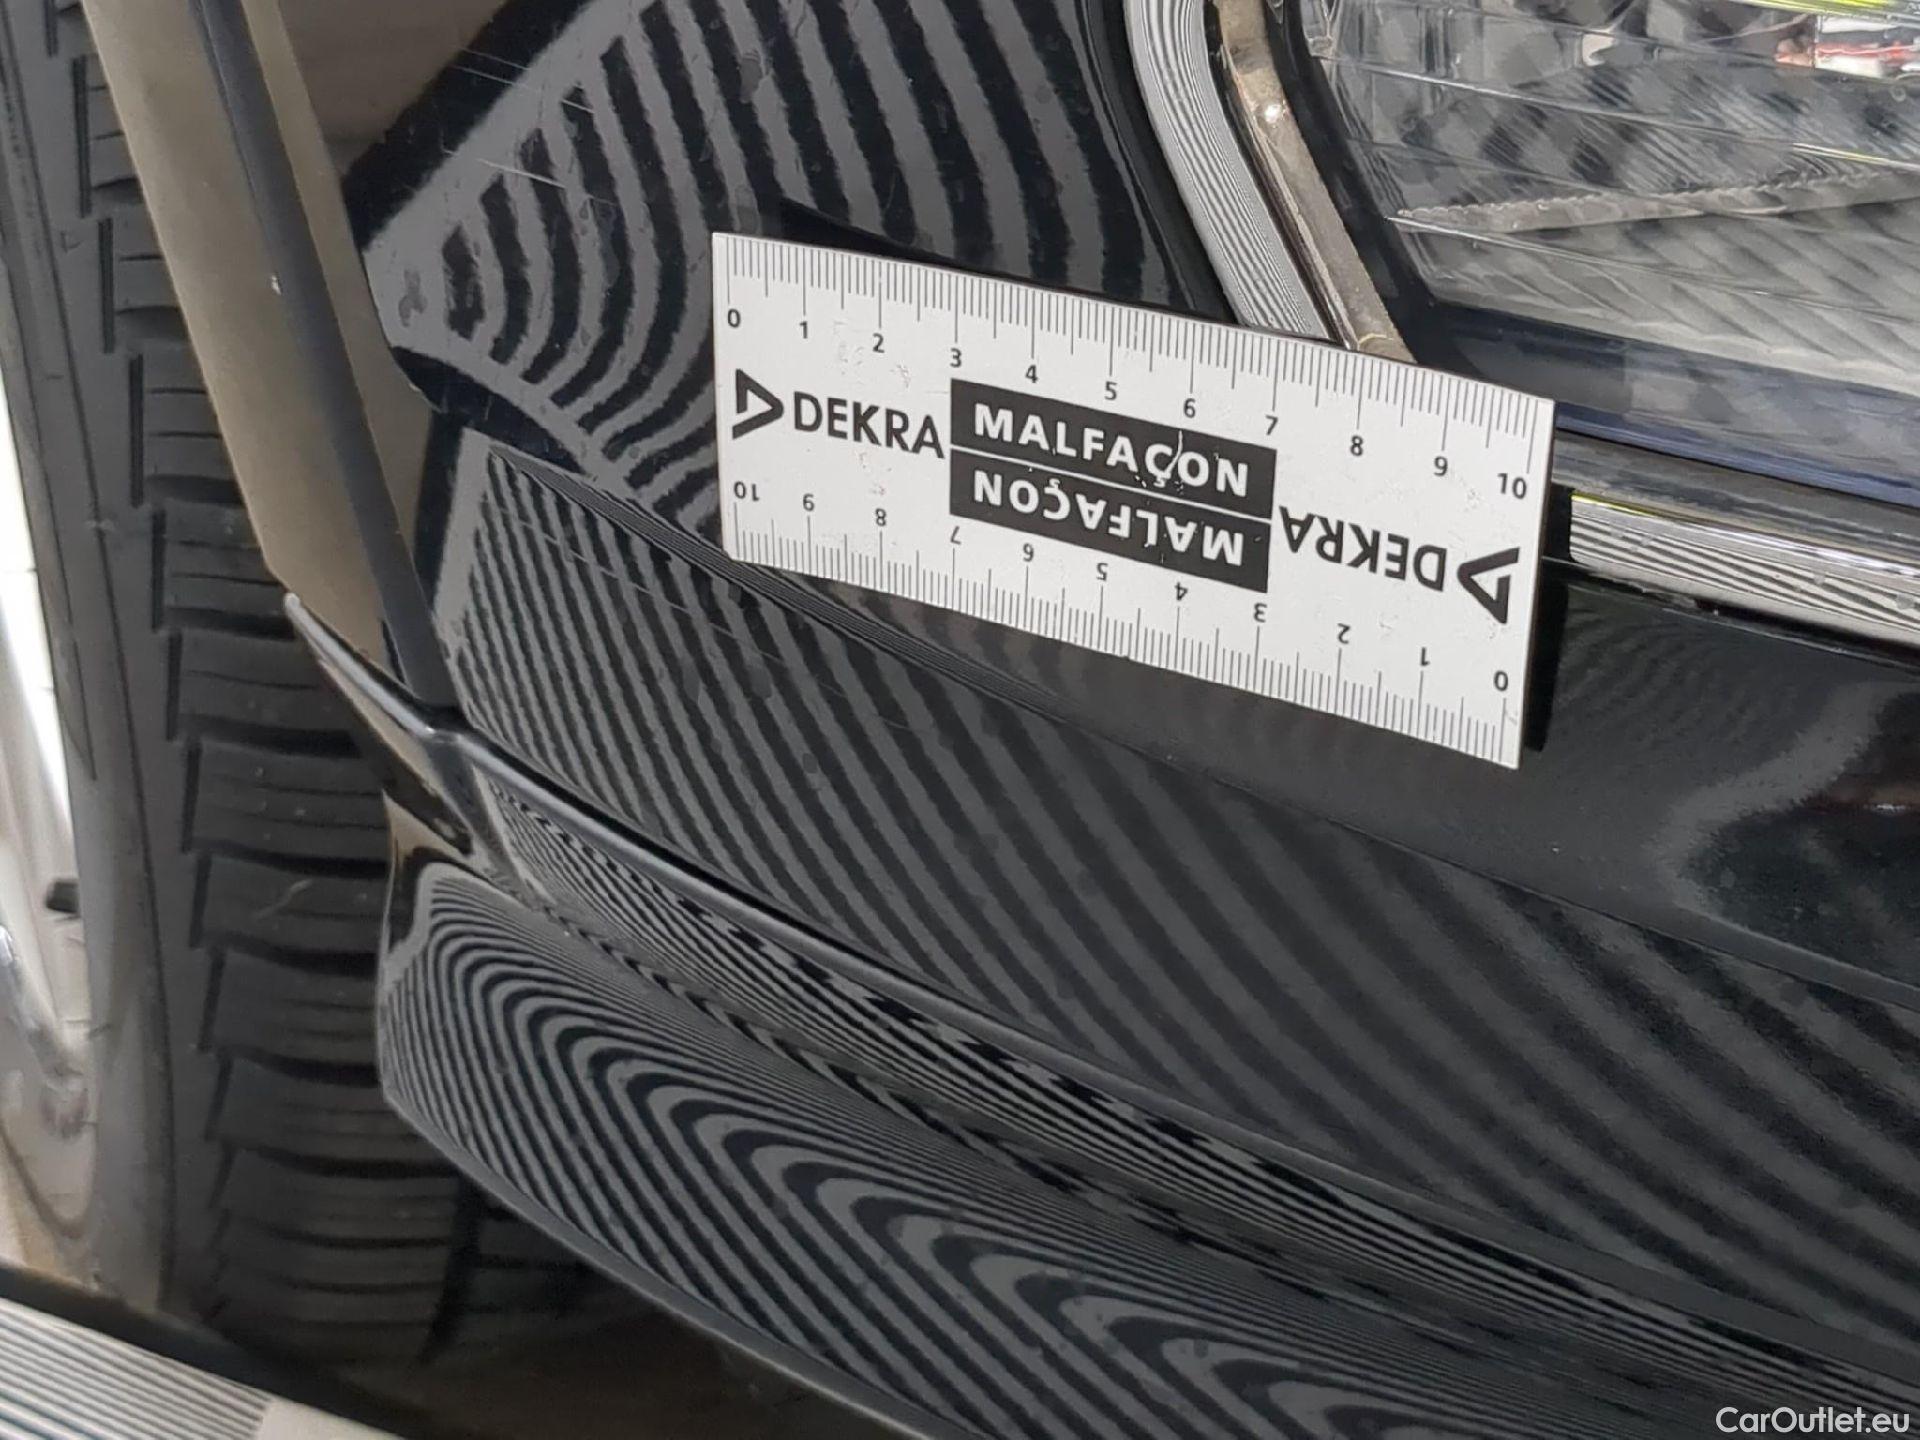 0 1 2 3 4 5 6 7 8 9 10
DEKRA MALFAÇON
MALFAÇON DEKRA
10 9 8 7 6 5 4 3 2 1 0
CarOutlet.eu